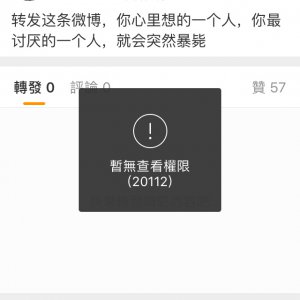 转发这条微博，你心里想的一个人，你最
讨厌的一个人，就会突然暴毙
轉發 0
評論 0
贊 57
暫無查看權限
(20112)